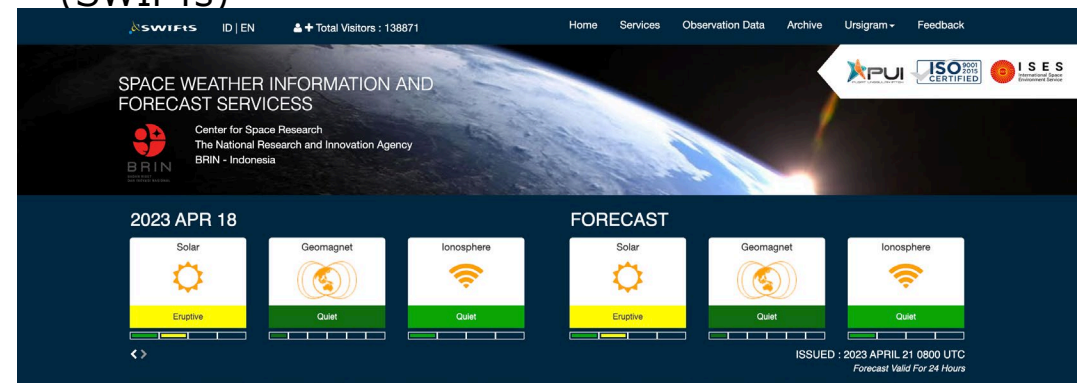 (SWIFtS)
SWIFtS ID | EN Total Visitors : 138871 Home Services Observation Data Archive Ursigram Feedback
SPACE WEATHER INFORMATION AND
FORECAST SERVICESS
Center for Space Research
The National Research and Innovation Agency
BRIN - Indonesia
BRIN
PUI
ISO 9001 2015
CERTIFIED
ISES
International Space
Environment Service
2023 APR 18
Solar Geomagnet Ionosphere
Eruptive Quiet Quiet
FORECAST
Solar Geomagnet Ionosphere
Eruptive Quiet Quiet
ISSUED : 2023 APRIL 21 0800 UTC
Forecast Valid For 24 Hours